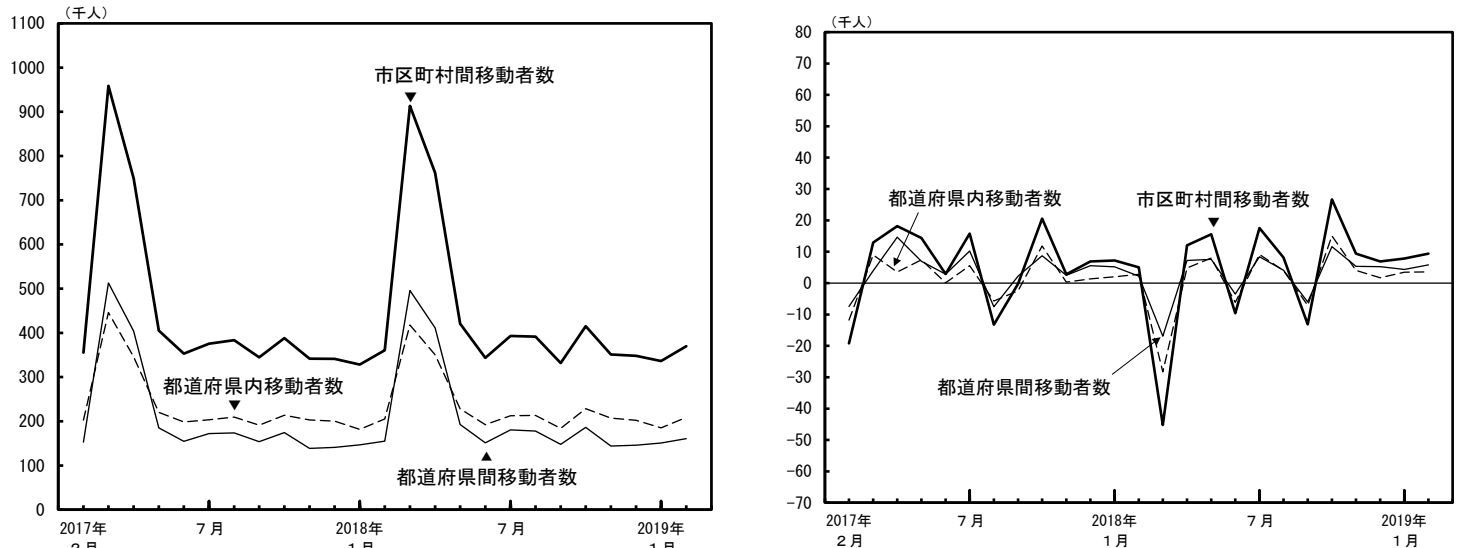 （千人）
1100
1000
900
800
700
600
500
400
300
200
100
0
市区町村間移動者数
都道府県内移動者数
都道府県間移動者数
2017年
2月
7月
2018年
1月
7月
2019年
1月
（千人）
80
70
60
50
40
30
20
10
0
-10
-20
-30
-40
-50
-60
-70
都道府県内移動者数
市区町村間移動者数
都道府県間移動者数
2017年
2月
7月
2018年
1月
7月
2019年
1月